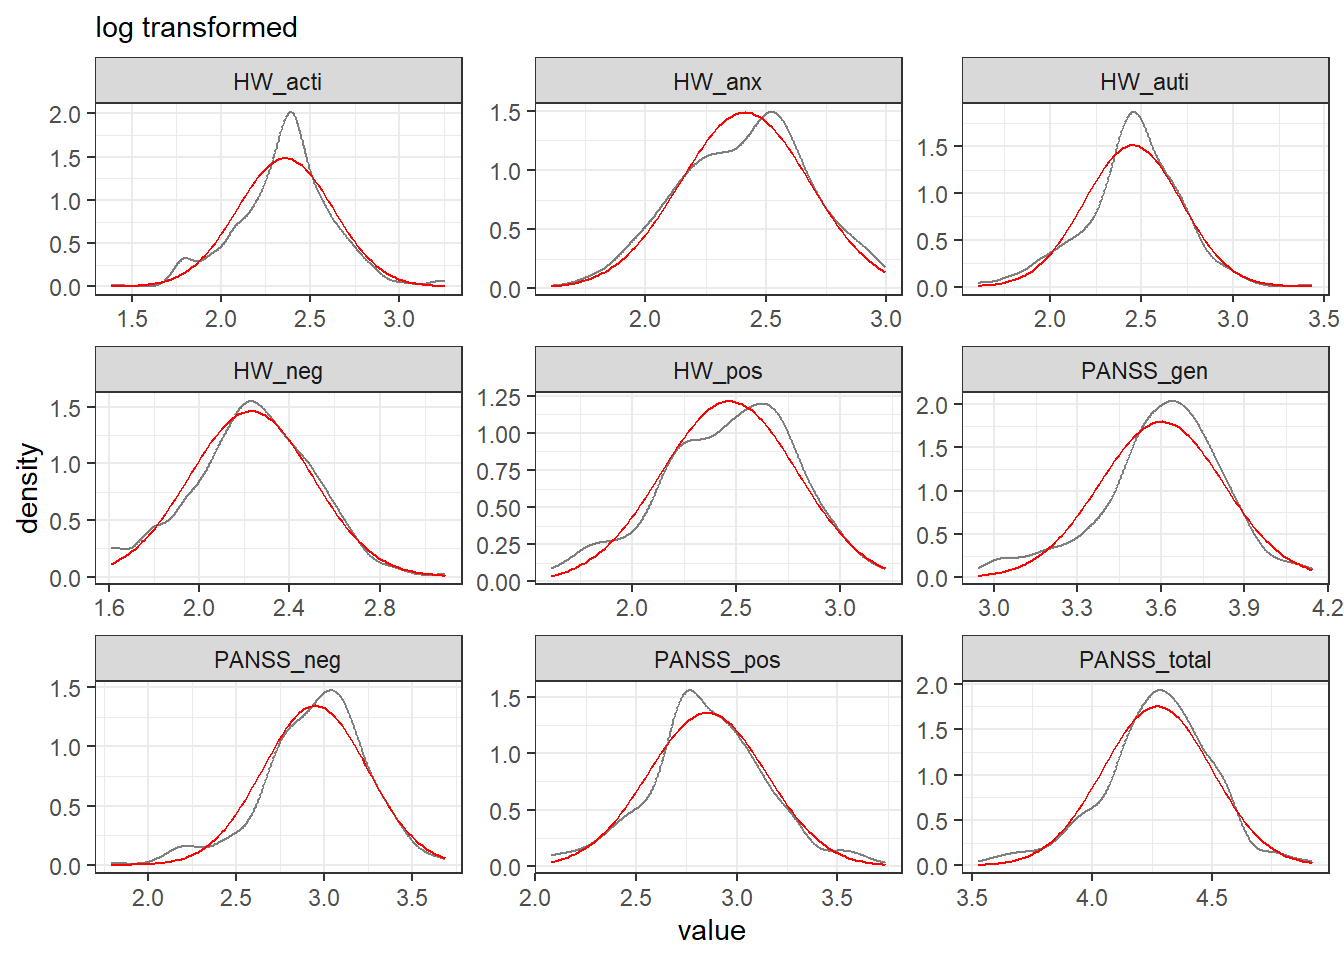 log transformed
HW_acti
HW_anx
HW_auti
2.0
1.5
1.0
0.5
0.0
1.5
1.0
0.5
0.0
1.5
1.0
0.5
0.0
1.5 2.0 2.5 3.0
2.0 2.5 3.0
2.0 2.5 3.0 3.5
HW_neg
HW_pos
PANSS_gen
1.5
1.0
0.5
0.0
1.25
1.00
0.75
0.50
0.25
0.00
2.0
1.5
1.0
0.5
0.0
1.6 2.0 2.4 2.8
2.0 2.5 3.0
3.0 3.3 3.6 3.9 4.2
density
PANSS_neg
PANSS_pos
PANSS_total
1.5
1.0
0.5
0.0
1.5
1.0
0.5
0.0
2.0
1.5
1.0
0.5
0.0
2.0 2.5 3.0 3.5
2.0 2.5 3.0 3.5
3.5 4.0 4.5
value